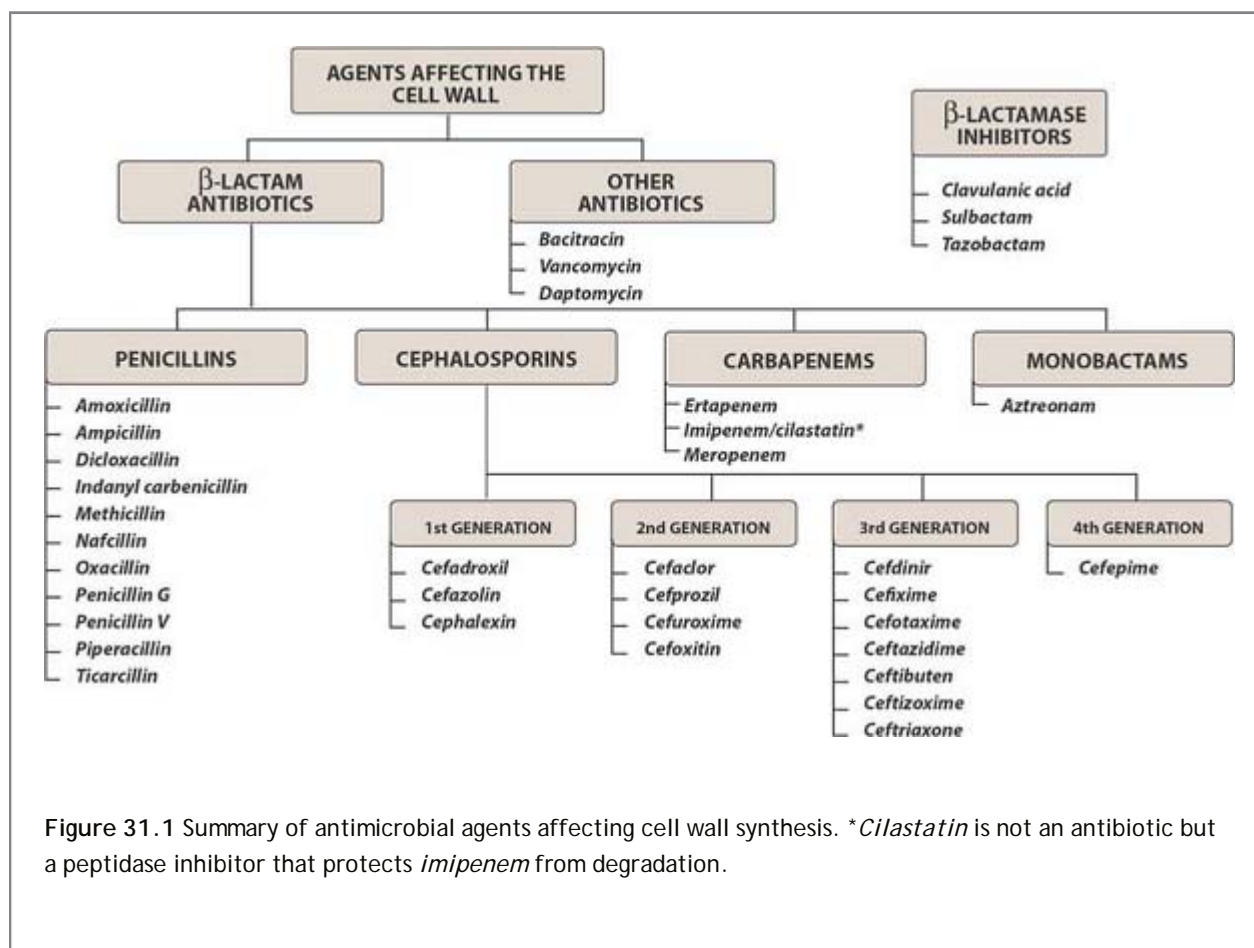 AGENTS AFFECTING THE
CELL WALL
β-LACTAMASE
INHIBITORS
Clavulanic acid
Sulbactam
Tazobactam
β-LACTAM
ANTIBIOTICS
OTHER
ANTIBIOTICS
Bacitracin
Vancomycin
Daptomycin
PENICILLINS
Amoxicillin
Ampicillin
Dicloxacillin
Indanyl carbenicillin
Methicillin
Nafcillin
Oxacillin
Penicillin G
Penicillin V
Piperacillin
Ticarcillin
CEPHALOSPORINS
CARBAPENEMS
Ertapenem
Imipenem/cilastatin*
Meropenem
MONOBACTAMS
Aztreonam
1st GENERATION
Cefadroxil
Cefazolin
Cephalexin
2nd GENERATION
Cefaclor
Cefprozil
Cefuroxime
Cefoxitin
3rd GENERATION
Cefdinir
Cefixime
Cefotaxime
Ceftazidime
Ceftibuten
Ceftizoxime
Ceftriaxone
4th GENERATION
Cefepime
Figure 31.1 Summary of antimicrobial agents affecting cell wall synthesis. *Cilastatin is not an antibiotic but
a peptidase inhibitor that protects imipenem from degradation.